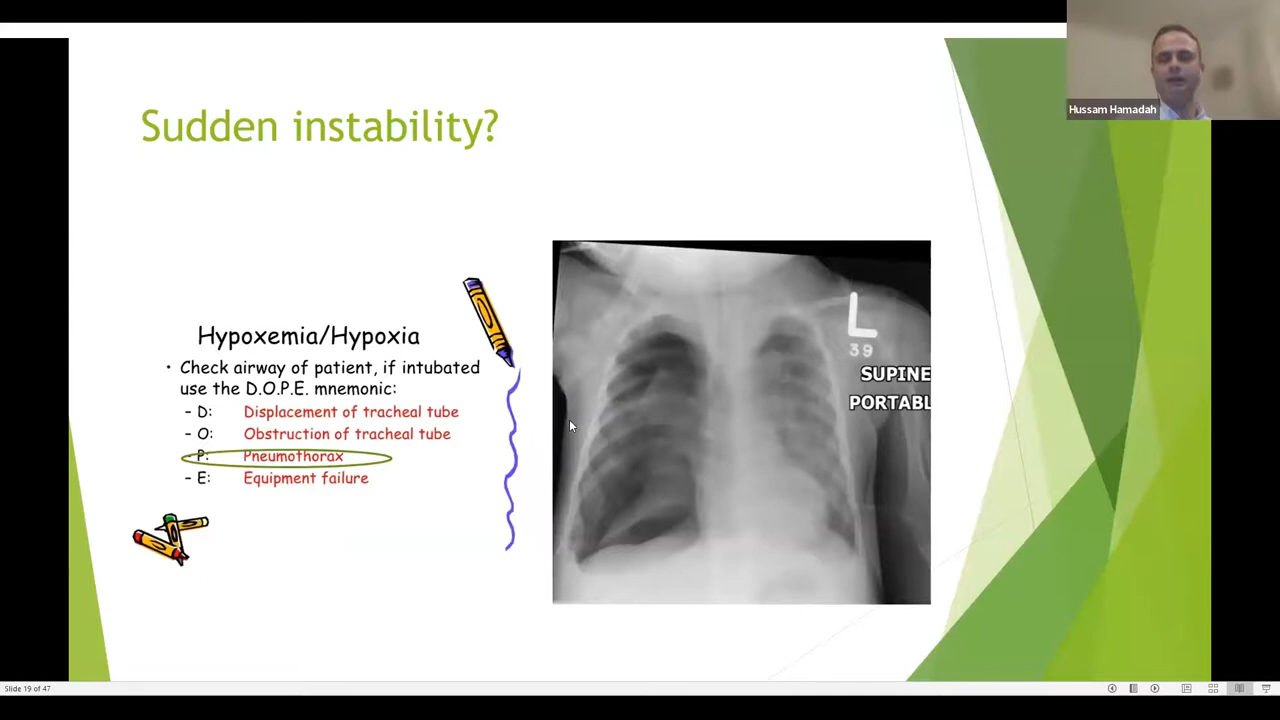 Hussam Hamadah
Sudden instability?
Hypoxemia/Hypoxia
• Check airway of patient, if intubated
use the D.O.P.E. mnemonic:
– D: Displacement of tracheal tube
– O: Obstruction of tracheal tube
– P: Pneumothorax
– E: Equipment failure
L
39
SUPINE
PORTABL
Slide 19 of 47